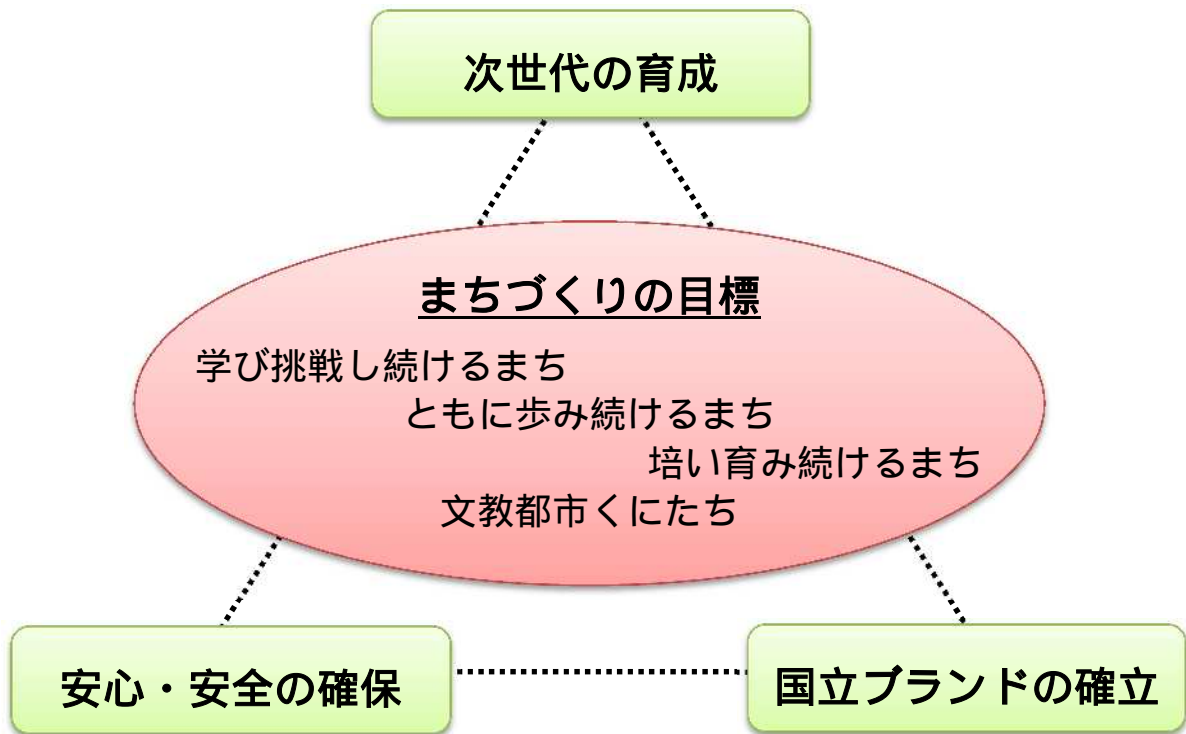 次世代の育成
まちづくりの目標
学び挑戦し続けるまち
ともに歩み続けるまち
培い育み続けるまち
文教都市くにたち
安心・安全の確保
国立ブランドの確立